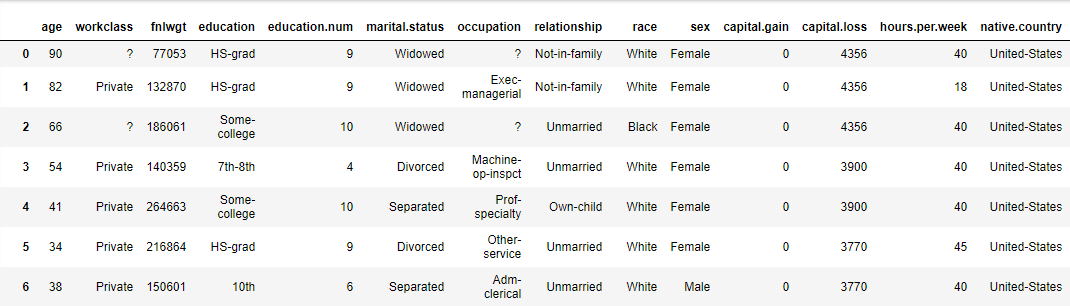 age workclass fnlwgt education education.num marital.status occupation relationship race sex capital.gain capital.loss hours.per.week native.country
0 90 ? 77053 HS-grad 9 Widowed ? Not-in-family White Female 0 4356 40 United-States
1 82 Private 132870 HS-grad 9 Widowed Exec-
managerial Not-in-family White Female 0 4356 18 United-States
2 66 ? 186061 Some-
college 10 Widowed ? Unmarried Black Female 0 4356 40 United-States
3 54 Private 140359 7th-8th 4 Divorced Machine-
op-inspct Unmarried White Female 0 3900 40 United-States
4 41 Private 264663 Some-
college 10 Separated Prof-
specialty Own-child White Female 0 3900 40 United-States
5 34 Private 216864 HS-grad 9 Divorced Other-
service Unmarried White Female 0 3770 45 United-States
6 38 Private 150601 10th 6 Separated Adm-
clerical Unmarried White Male 0 3770 40 United-States